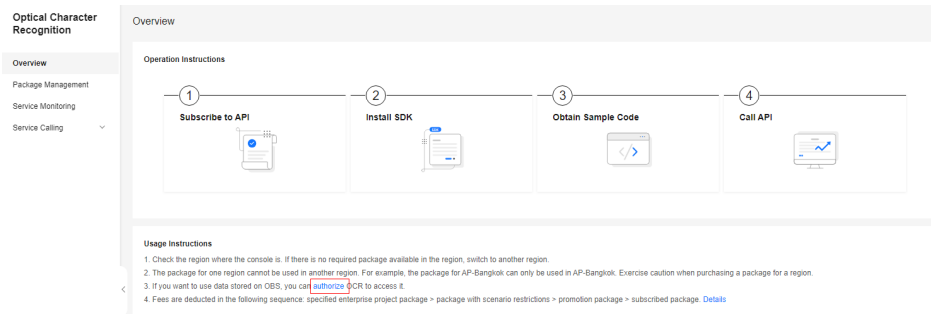 Optical Character
Recognition
Overview
Package Management
Service Monitoring
Service Calling
Overview
Operation Instructions
1
Subscribe to API
2
Install SDK
3
Obtain Sample Code
4
Call API
Usage Instructions
1. Check the region where the console is. If there is no required package available in the region, switch to another region.
2. The package for one region cannot be used in another region. For example, the package for AP-Bangkok can only be used in AP-Bangkok. Exercise caution when purchasing a package for a region.
3. If you want to use data stored on OBS, you can authorize OCR to access it.
4. Fees are deducted in the following sequence: specified enterprise project package > package with scenario restrictions > promotion package > subscribed package. Details